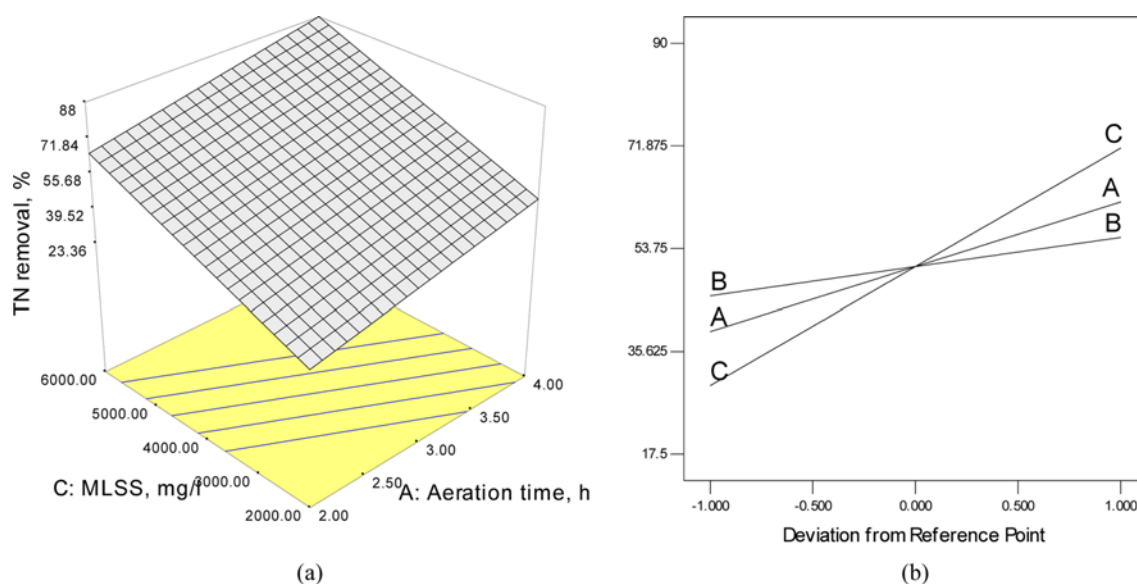 TN removal, %
88
71.84
55.68
39.52
23.36
6000.00
5000.00
4000.00
3000.00
2000.00
C: MLSS, mg/l
4.00
3.50
3.00
2.50
2.00
A: Aeration time, h
(a)
90
71.875
53.75
35.625
17.5
C
A
B
B
A
C
-1.000
-0.500
0.000
0.500
1.000
Deviation from Reference Point
(b)